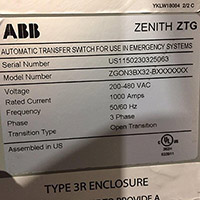 YKLW18084 2/2 C
ABB ZENITH ZTG
AUTOMATIC TRANSFER SWITCH FOR USE IN EMERGENCY SYSTEMS
Serial Number US1150230325063
Model Number ZGON3BX32-BXXXXXXX
Voltage 200-480 VAC
Rated Current 1000 Amps
Frequency 50/60 Hz
Phase 3 Phase
Transition Type Open Transition
Assembled in US
TYPE 3R ENCLOSURE
PROVIDE A